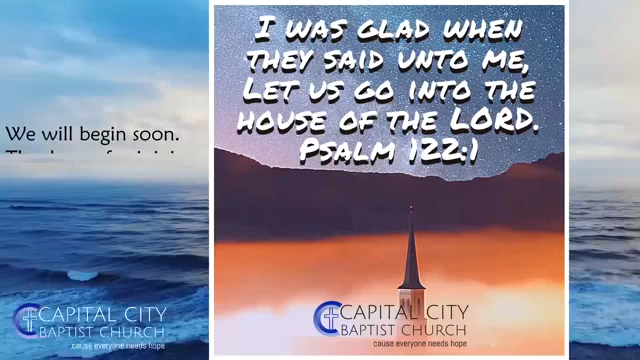 We will begin soon.
I WAS GLAD WHEN
THEY SAID UNTO ME,
LET US GO INTO THE
HOUSE OF THE LORD.
PSALM 122:1
CAPITAL CITY
BAPTIST CHURCH
cause everyone needs hope
CAPITAL CITY
BAPTIST CHURCH
cause everyone needs hope